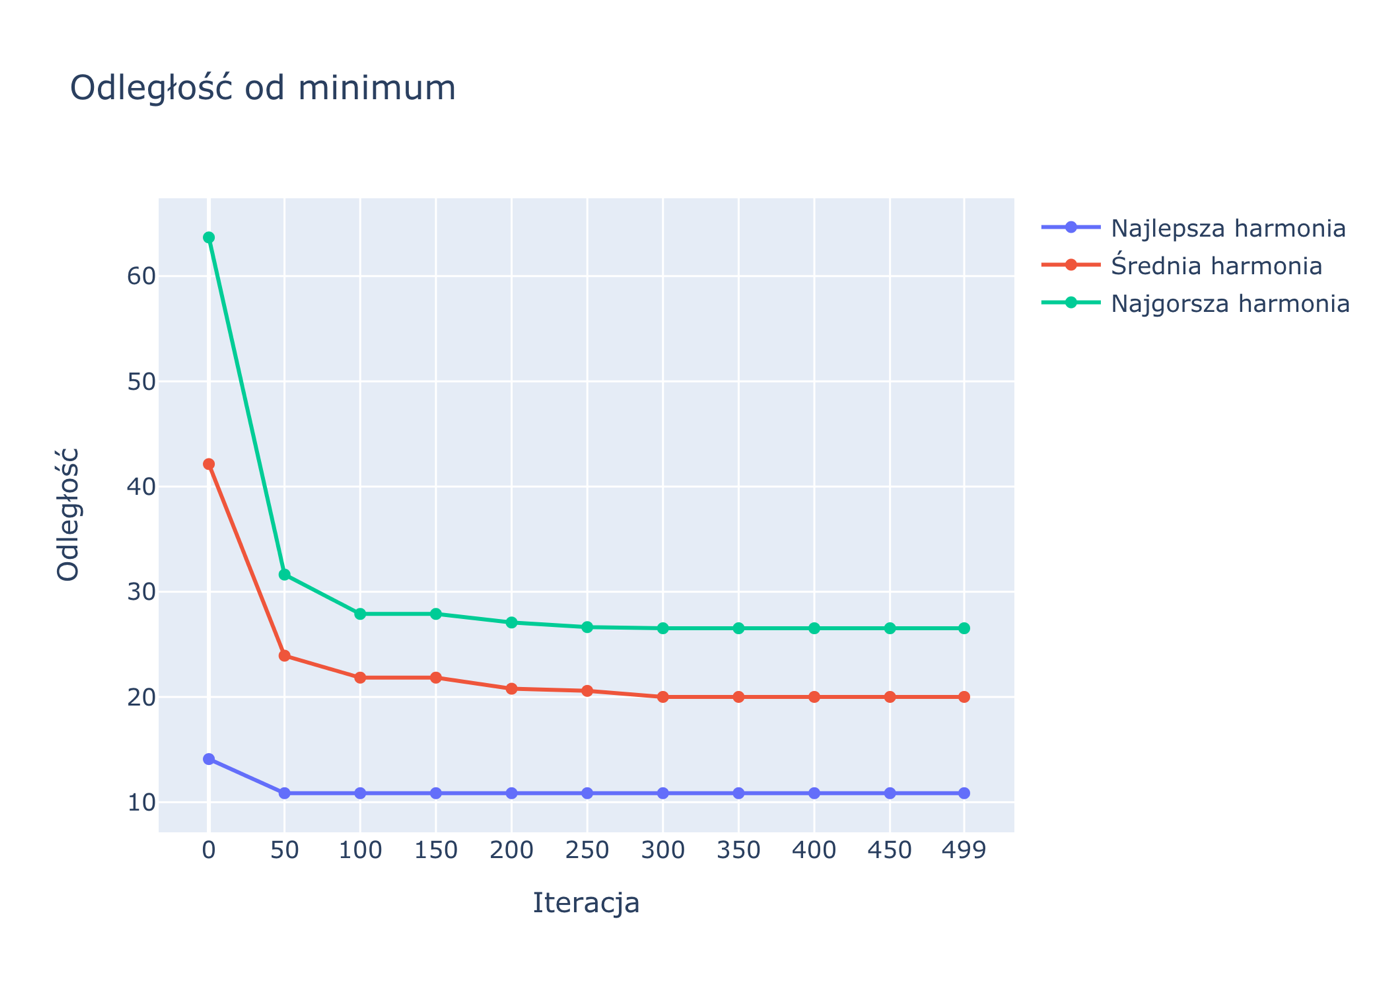 Odległość od minimum
Najlepsza harmonia
Średnia harmonia
Najgorsza harmonia
60
50
40
30
20
10
Odległość
0 50 100 150 200 250 300 350 400 450 499
Iteracja